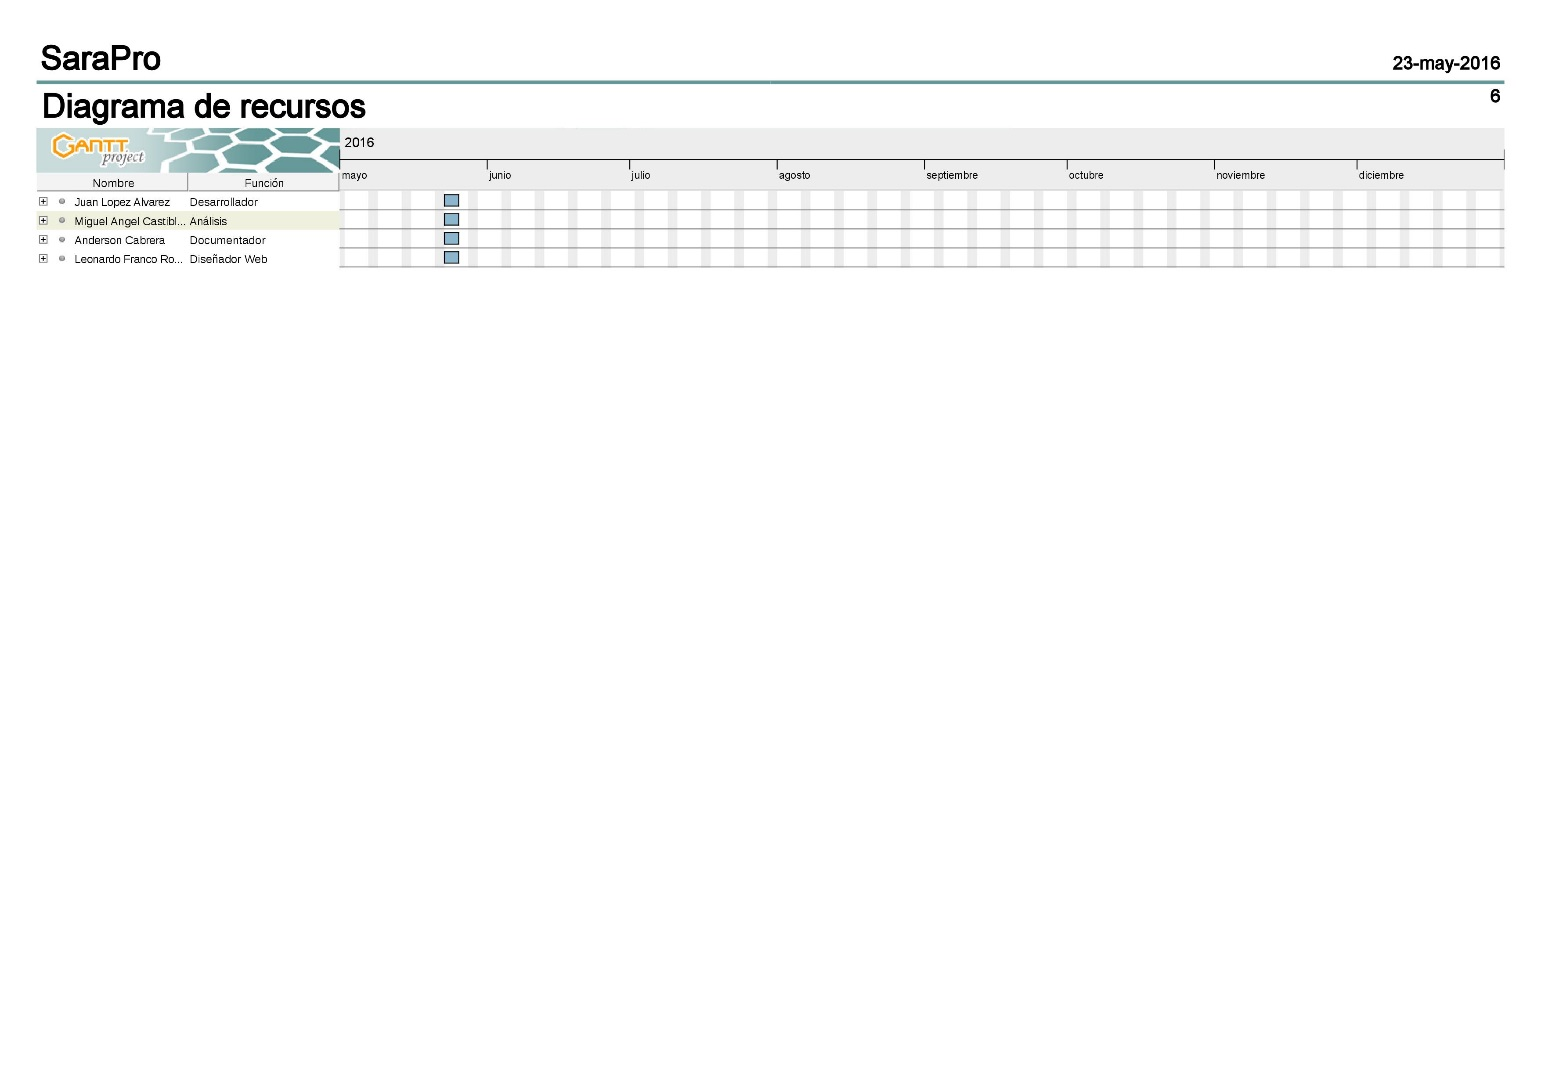 SaraPro
23-may-2016
Diagrama de recursos
6
GANTT
project
2016
Nombre Función
mayo junio julio agosto septiembre octubre noviembre diciembre
Juan Lopez Alvarez Desarrollador
Miguel Angel Castibl... Análisis
Anderson Cabrera Documentador
Leonardo Franco Ro... Diseñador Web